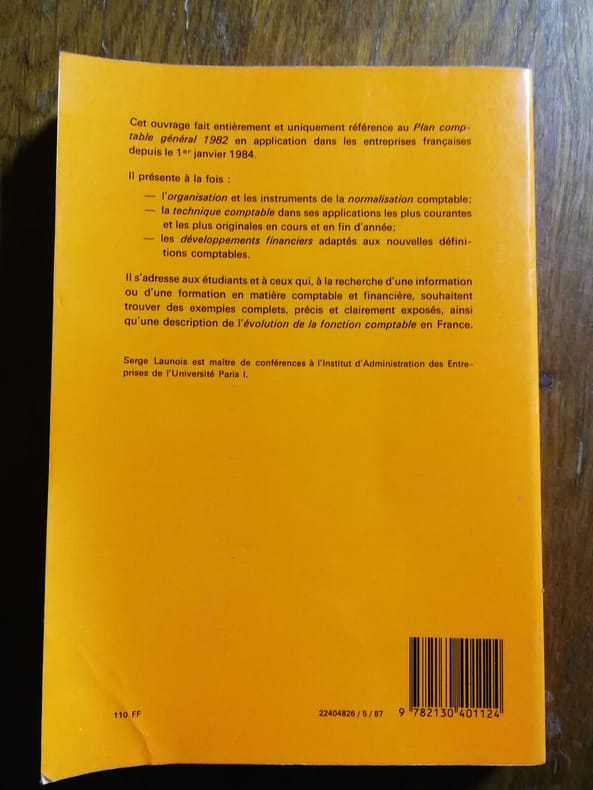 Cet ouvrage fait entièrement et uniquement référence au Plan comp-
table général 1982 en application dans les entreprises françaises
depuis le 1er janvier 1984.
Il présente à la fois :
— l'organisation et les instruments de la normalisation comptable;
— la technique comptable dans ses applications les plus courantes
et les plus originales en cours et en fin d'année;
— les développements financiers adaptés aux nouvelles défini-
tions comptables.
Il s'adresse aux étudiants et à ceux qui, à la recherche d'une information
ou d'une formation en matière comptable et financière, souhaitent
trouver des exemples complets, précis et clairement exposés, ainsi
qu'une description de l'évolution de la fonction comptable en France.
Serge Launois est maître de conférences à l'Institut d'Administration des Entre-
prises de l'Université Paris I.
110 FF
22404826 / 5 / 87
9 782130 401124